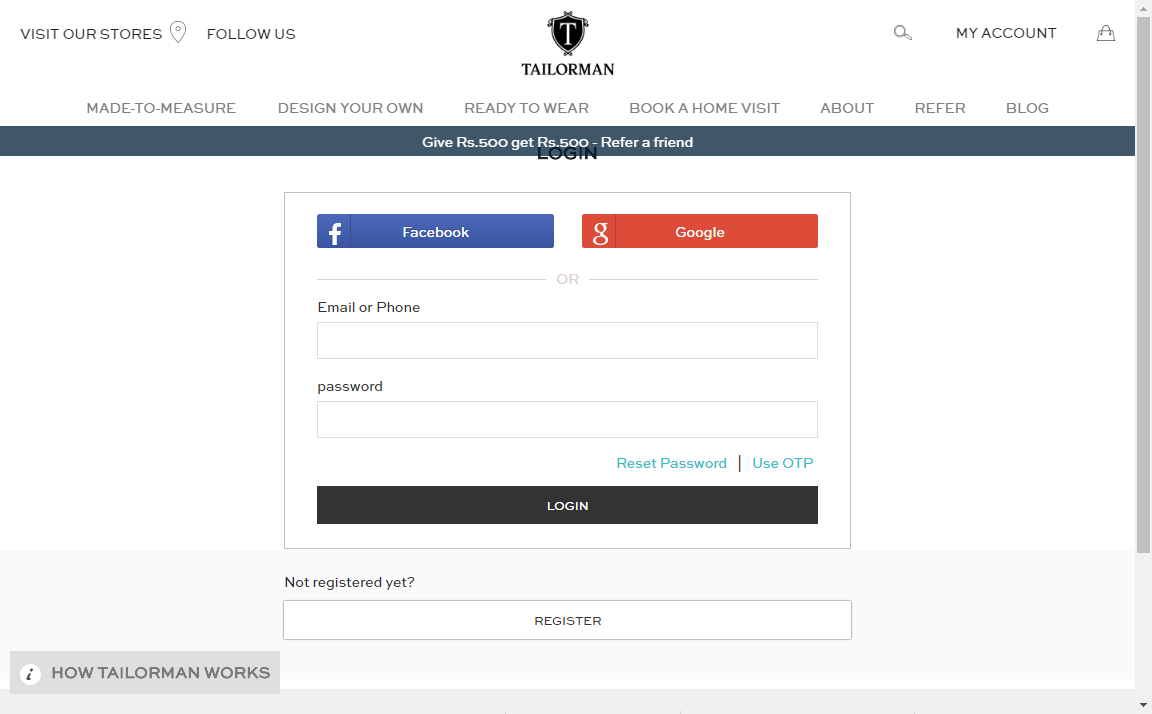 VISIT OUR STORES FOLLOW US
T
TAILORMAN
MY ACCOUNT
MADE-TO-MEASURE DESIGN YOUR OWN READY TO WEAR BOOK A HOME VISIT ABOUT REFER BLOG
Give Rs.500 get Rs.500 - Refer a friend
LOGIN
f Facebook
g Google
OR
Email or Phone
password
Reset Password | Use OTP
LOGIN
Not registered yet?
REGISTER
i HOW TAILORMAN WORKS